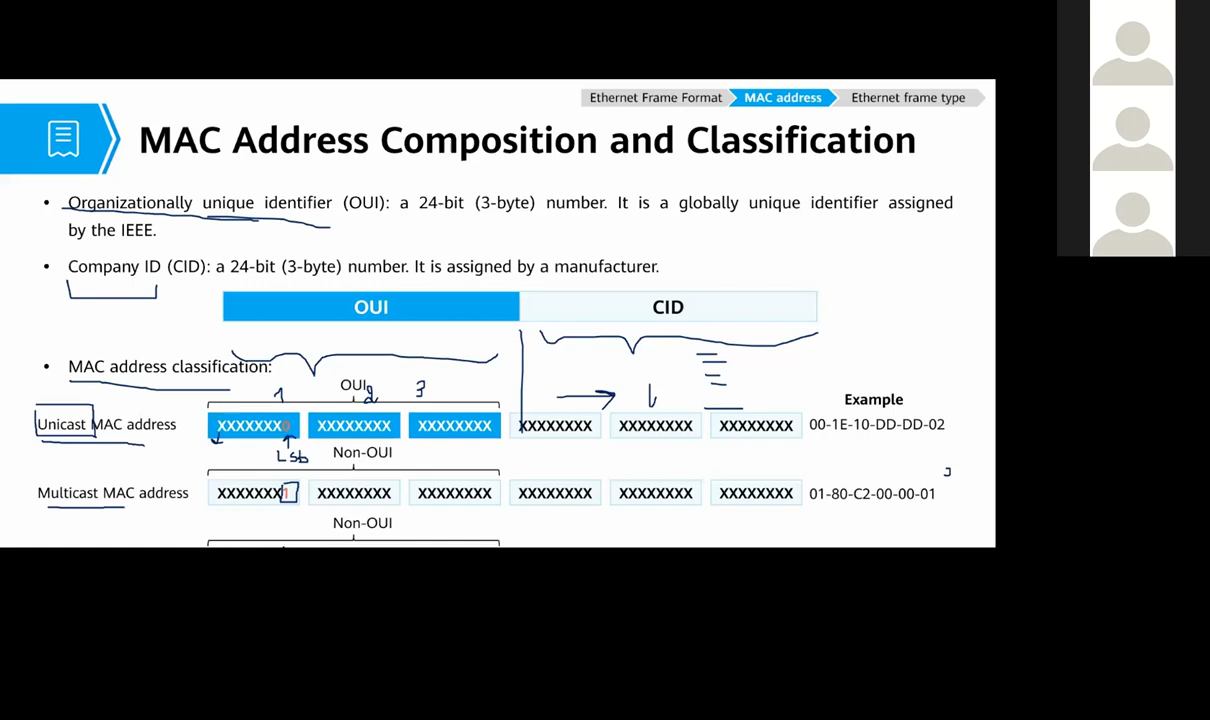 Ethernet Frame Format MAC address Ethernet frame type
MAC Address Composition and Classification
• Organizationally unique identifier (OUI): a 24-bit (3-byte) number. It is a globally unique identifier assigned
by the IEEE.
• Company ID (CID): a 24-bit (3-byte) number. It is assigned by a manufacturer.
OUI CID
• MAC address classification:
OUI
1 2 3
Example
Unicast MAC address XXXXXXX0 XXXXXXXX XXXXXXXX XXXXXXXX XXXXXXXX XXXXXXXX 00-1E-10-DD-DD-02
Lsb Non-OUI
Multicast MAC address XXXXXXX1 XXXXXXXX XXXXXXXX XXXXXXXX XXXXXXXX XXXXXXXX 01-80-C2-00-00-01
Non-OUI